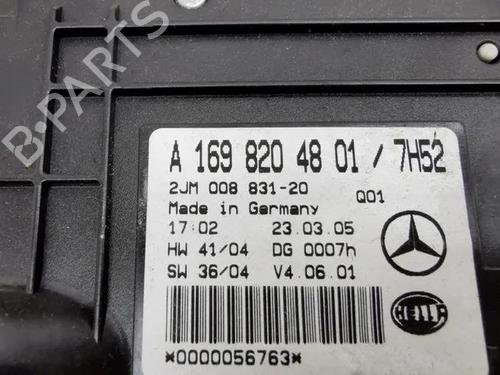 A 169 820 48 01 / 7H52
2JM 008 831-20 Q01
Made in Germany
17:02 23.03.05
HW 41/04 DG 0007h
SW 36/04 V4.06.01
HELLA
*0000056763*
B-PARTS